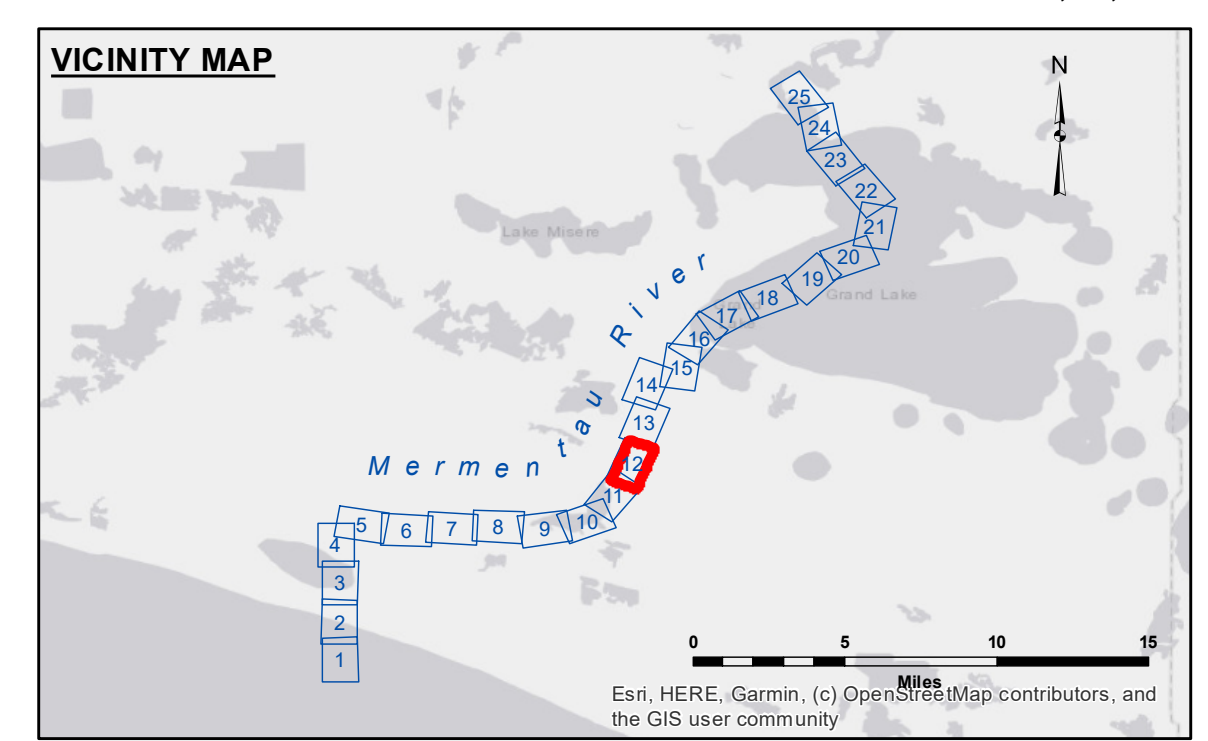 VICINITY MAP
N
25
24
23
22
21
20
19
18
17
16
15
14
13
12
11
10
9
8
7
6
5
4
3
2
1
Lake Misere
Grand Lake
Grand
Lake
Mermentau River
0 5 10 15
Miles
Esri, HERE, Garmin, (c) OpenStreetMap contributors, and
the GIS user community